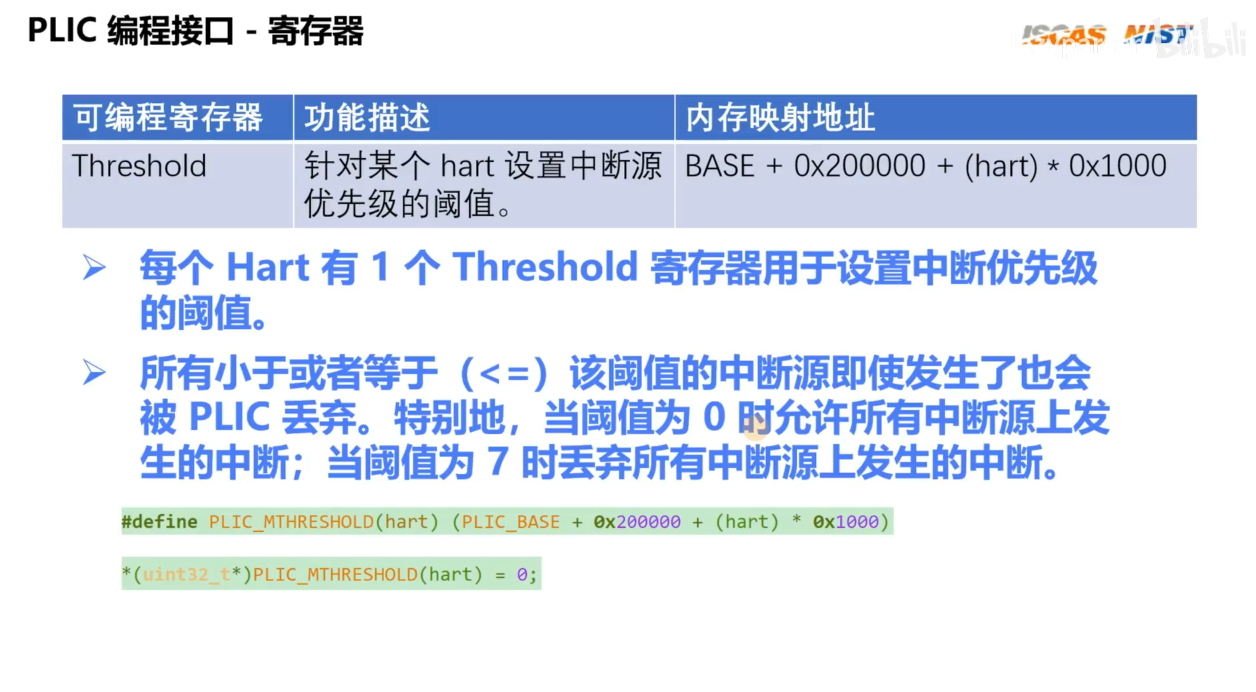 PLIC 编程接口 - 寄存器
ISCAS NIST
bilibili
可编程寄存器 功能描述 内存映射地址
Threshold 针对某个 hart 设置中断源 BASE + 0x200000 + (hart) * 0x1000
优先级的阈值。
➢ 每个 Hart 有 1 个 Threshold 寄存器用于设置中断优先级
的阈值。
➢ 所有小于或者等于（<=）该阈值的中断源即使发生了也会
被 PLIC 丢弃。特别地，当阈值为 0 时允许所有中断源上发
生的中断；当阈值为 7 时丢弃所有中断源上发生的中断。
#define PLIC_MTHRESHOLD(hart) (PLIC_BASE + 0x200000 + (hart) * 0x1000)
*(uint32_t*)PLIC_MTHRESHOLD(hart) = 0;